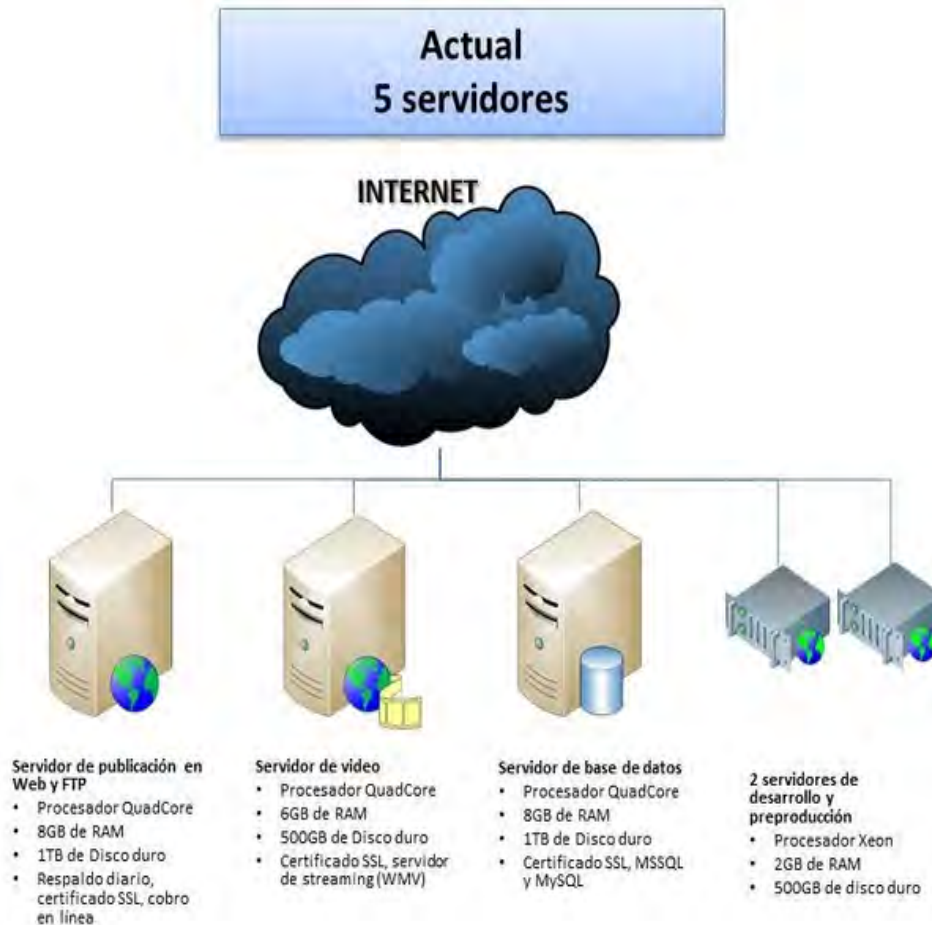 Actual
5 servidores
INTERNET
Servidor de publicación en
Web y FTP
• Procesador QuadCore
• 8GB de RAM
• 1TB de Disco duro
• Respaldo diario,
certificado SSL, cobro
en línea
Servidor de video
• Procesador QuadCore
• 6GB de RAM
• 500GB de Disco duro
• Certificado SSL, servidor
de streaming (WMV)
Servidor de base de datos
• Procesador QuadCore
• 8GB de RAM
• 1TB de Disco duro
• Certificado SSL, MSSQL
y MySQL
2 servidores de
desarrollo y
preproducción
• Procesador Xeon
• 2GB de RAM
• 500GB de disco duro